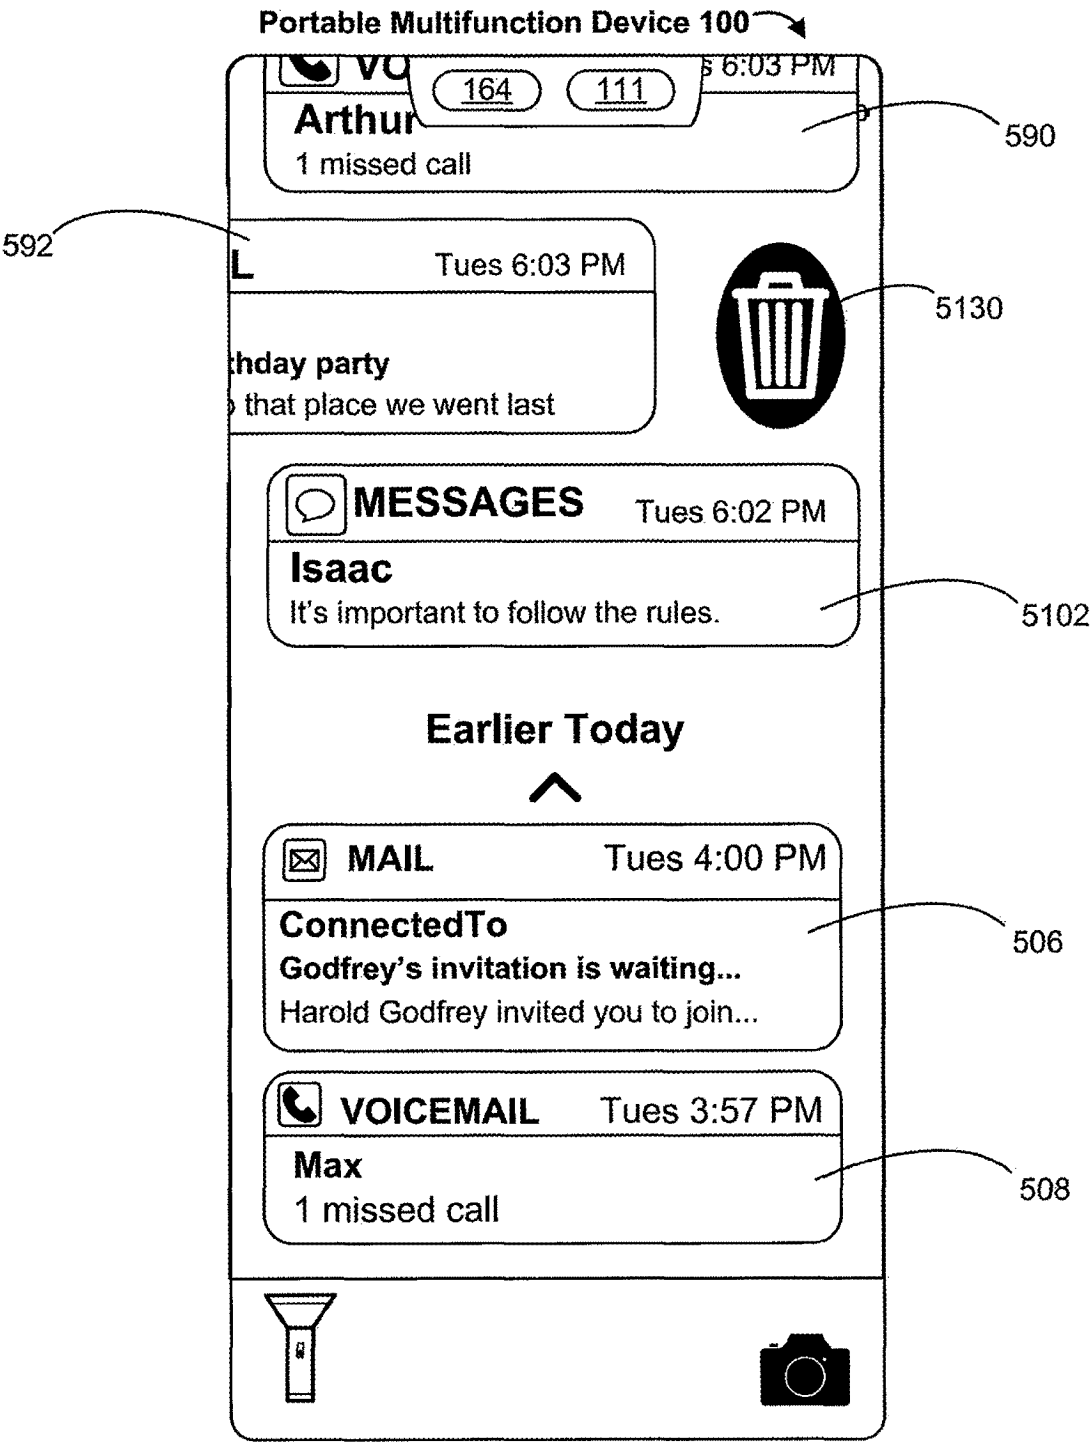 Portable Multifunction Device 100
VO 6:03 PM
164 111
Arthur
590
1 missed call
592
L Tues 6:03 PM
5130
thday party
that place we went last
MESSAGES Tues 6:02 PM
Isaac
It's important to follow the rules.
5102
Earlier Today
MAIL Tues 4:00 PM
ConnectedTo
506
Godfrey's invitation is waiting...
Harold Godfrey invited you to join...
VOICEMAIL Tues 3:57 PM
Max
508
1 missed call